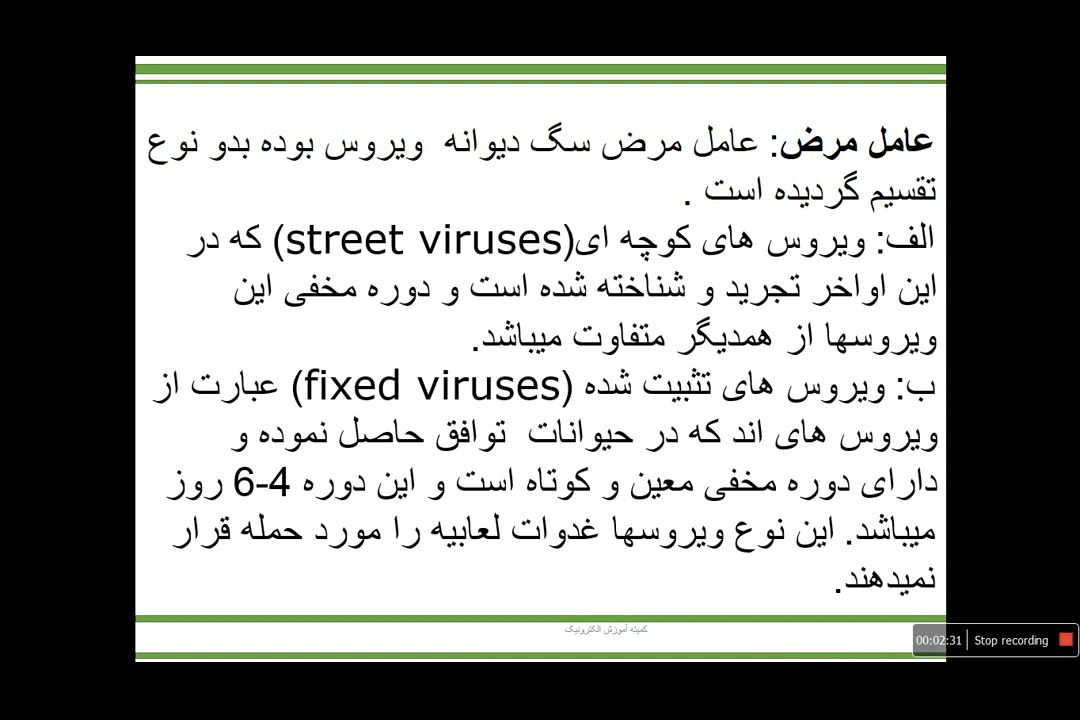 عامل مرض: عامل مرض سگ دیوانه ویروس بوده بدو نوع
تقسیم گردیده است .
الف: ویروس های کوچه ای(street viruses) که در
این اواخر تجرید و شناخته شده است و دوره مخفی این
ویروسها از همدیگر متفاوت میباشد.
ب: ویروس های تثبیت شده (fixed viruses) عبارت از
ویروس های اند که در حیوانات توافق حاصل نموده و
دارای دوره مخفی معین و کوتاه است و این دوره 4-6 روز
میباشد. این نوع ویروسها غدوات لعابیه را مورد حمله قرار
نمیدهند.
کمیته آموزش الکترونیک
00:02:31 Stop recording